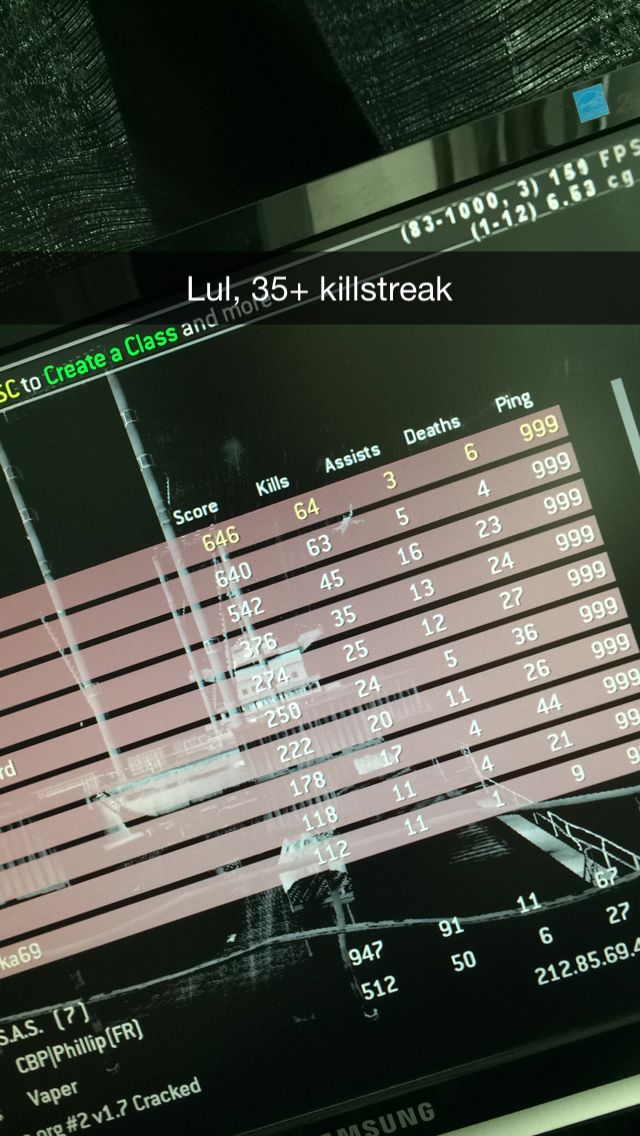 (83-1000, 3) 169 FPS
(1-12) 6.63 cg
Lul, 35+ killstreak
SC to Create a Class and more
Score Kills Assists Deaths Ping
646 64 3 6 999
640 63 5 4 999
542 45 16 23 999
376 35 13 24 999
274 25 12 27 999
250 24 5 36 999
222 20 11 26 999
178 17 4 44 999
118 11 4 21 99
112 11 1 9 9
rd
ka69
S.A.S. (7)
CBP|Phillip(FR) 947 91 11 67
Vaper 512 50 6 27
org #2 v1.7 Cracked 212.85.69.4
SAMSUNG